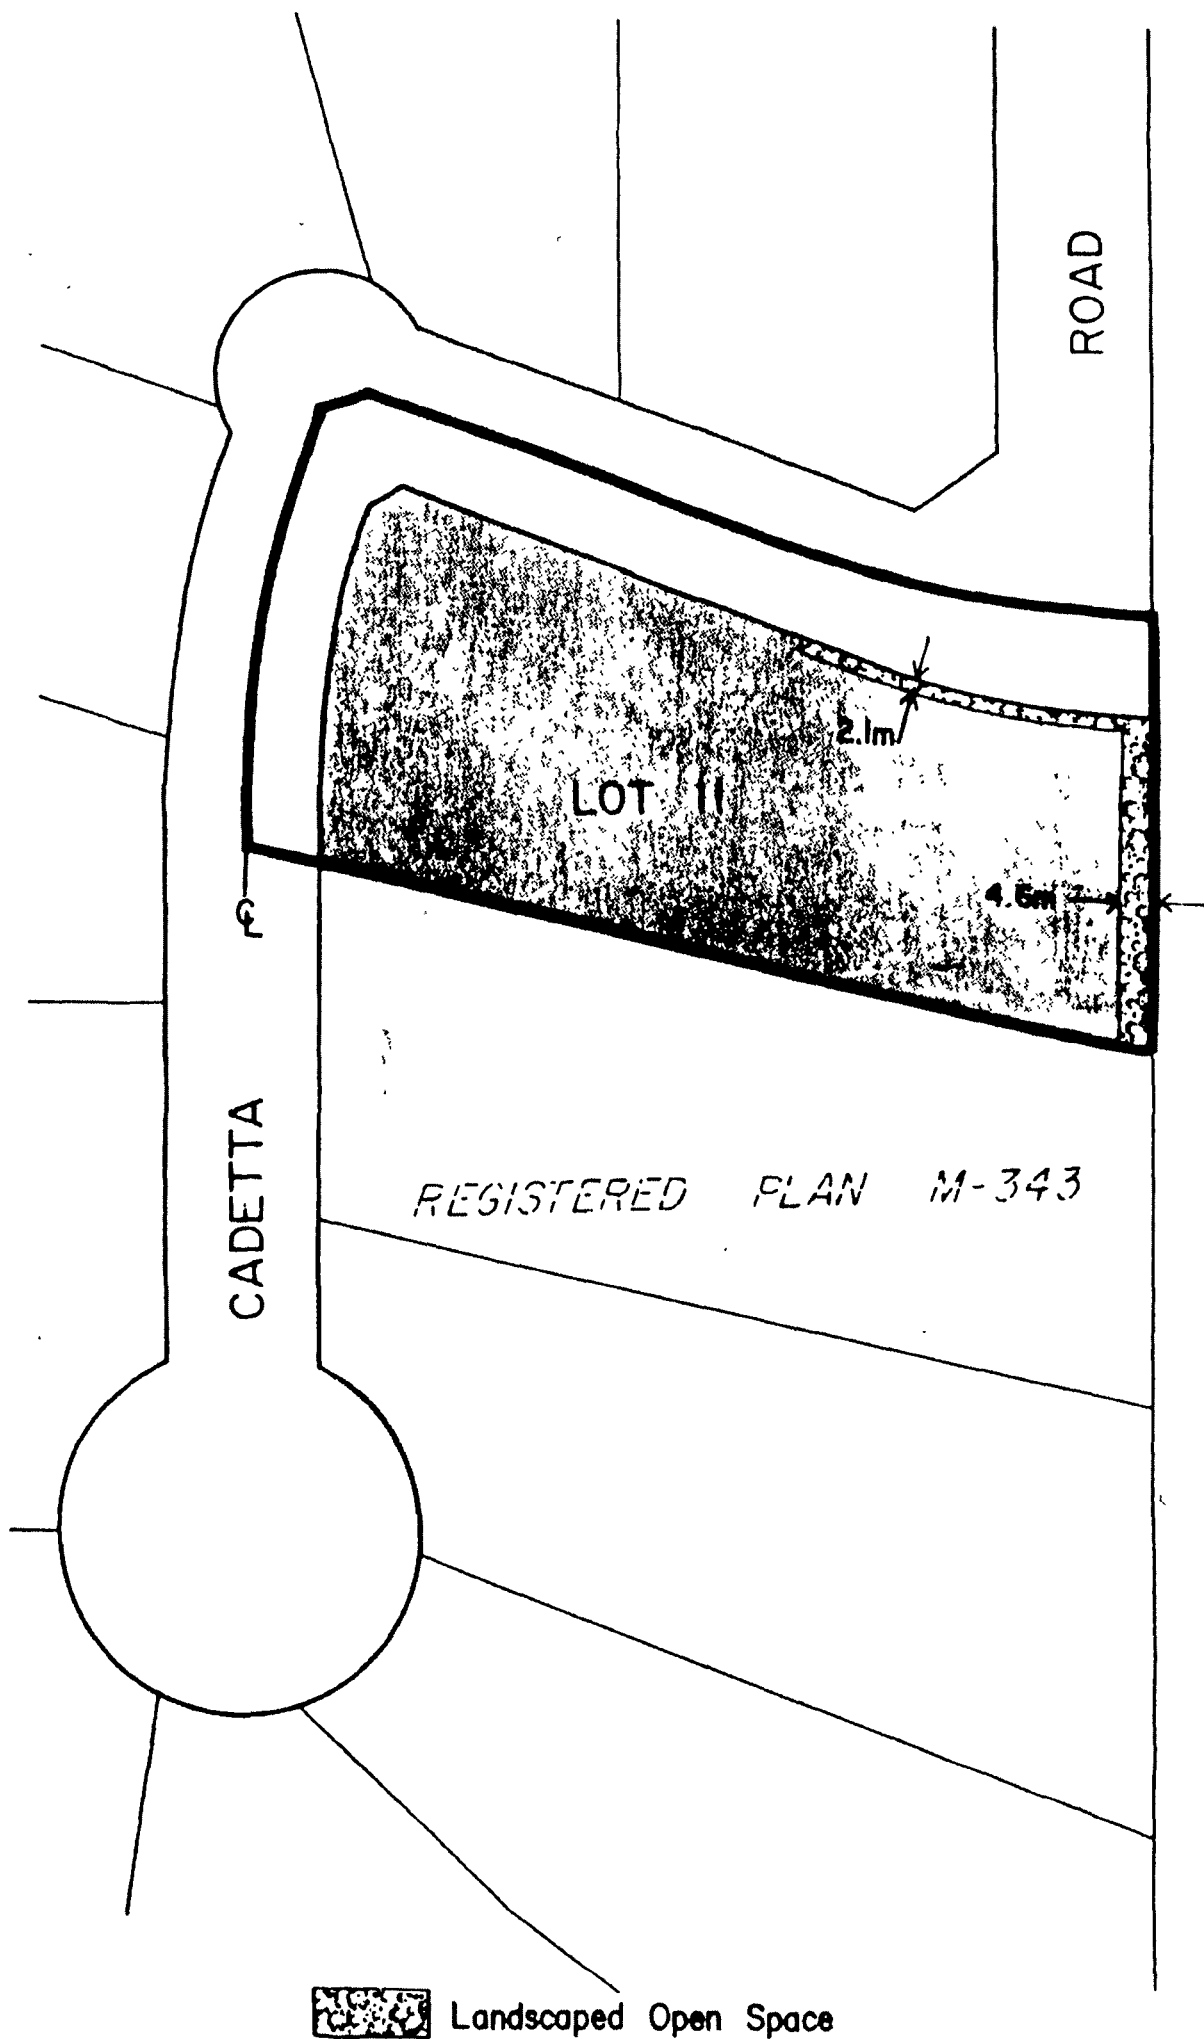 ROAD
2.1m
LOT 11
4.5m
CADETTA
REGISTERED PLAN M-343
Landscaped Open Space